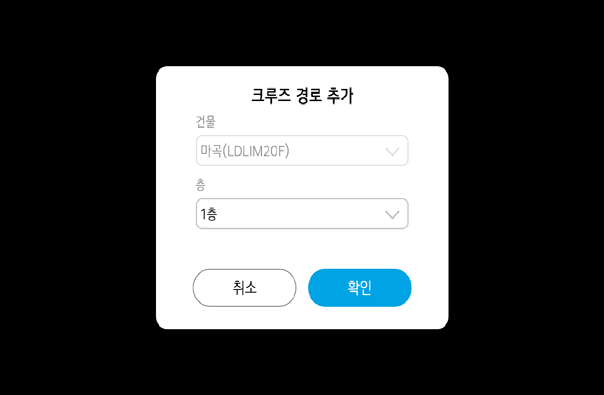 크루즈 경로 추가
건물
마곡(LDLIM20F)
층
1층
취소
확인